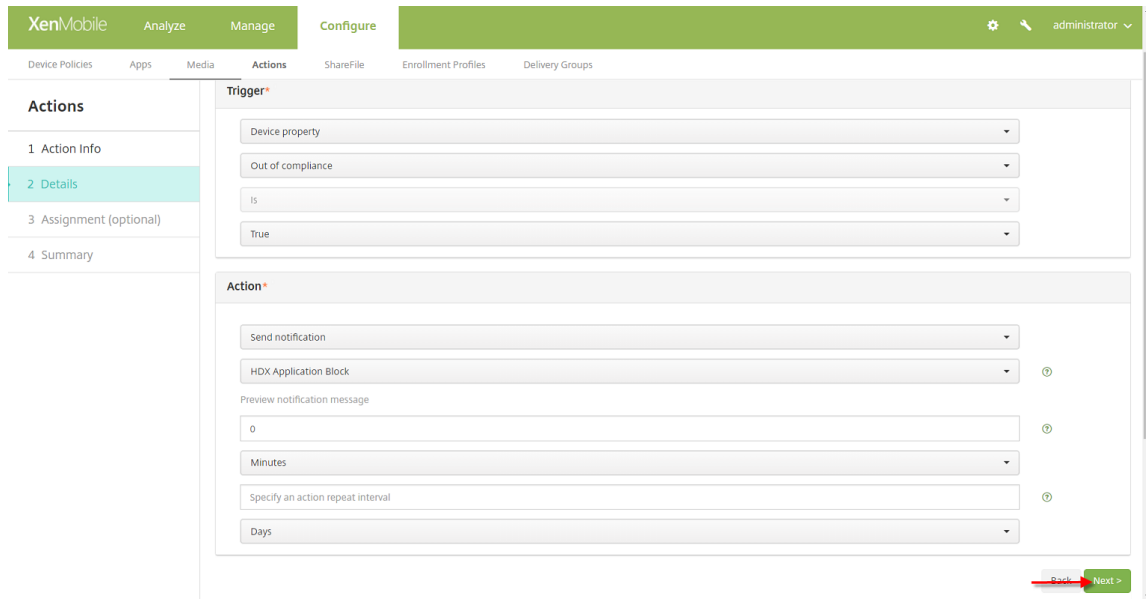 XenMobile Analyze Manage Configure administrator
Device Policies Apps Media Actions ShareFile Enrollment Profiles Delivery Groups
Actions
1 Action Info
2 Details
3 Assignment (optional)
4 Summary
Trigger*
Device property
Out of compliance
Is
True
Action*
Send notification
HDX Application Block
Preview notification message
0
Minutes
Specify an action repeat interval
Days
Back Next >